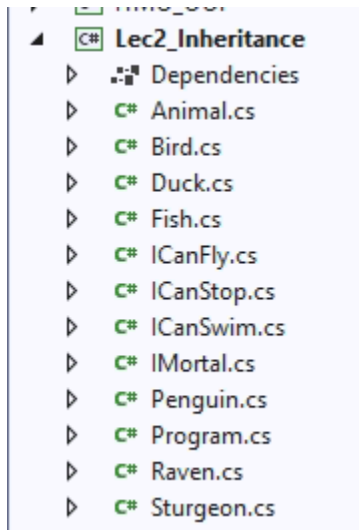 C# Lec2_Inheritance
Dependencies
C# Animal.cs
C# Bird.cs
C# Duck.cs
C# Fish.cs
C# ICanFly.cs
C# ICanStop.cs
C# ICanSwim.cs
C# IMortal.cs
C# Penguin.cs
C# Program.cs
C# Raven.cs
C# Sturgeon.cs